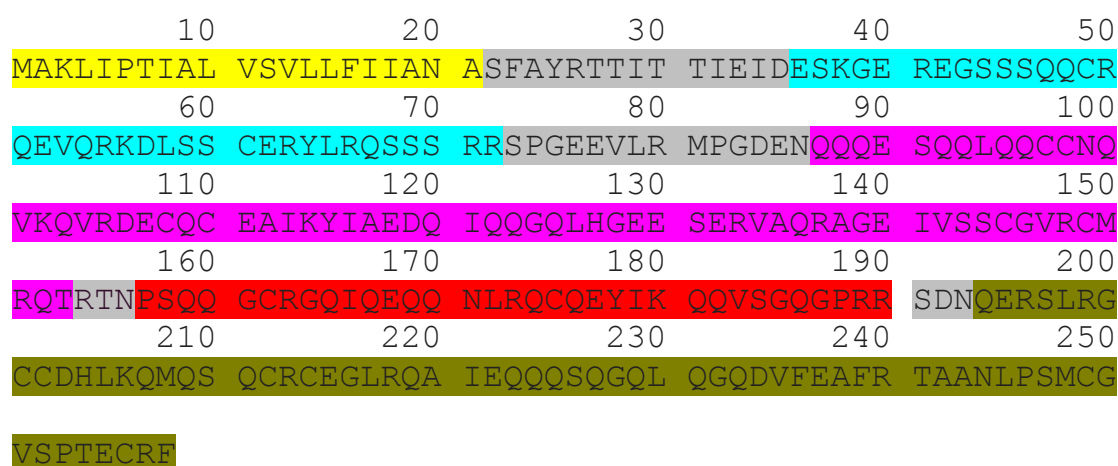 10 20 30 40 50
MAKLIPTIAL VSVLLFIIAN ASFAYRTTIT TIEIDESKGE REGSSSQQCR
60 70 80 90 100
QEVQRKDLSS CERYLRQSSS RRSPGEEVLR MPGDENQQQE SQQLQQCCNQ
110 120 130 140 150
VKQVRDECQC EAIKYIAEDQ IQQGQLHGEE SERVAQRAGE IVSSCGVRCM
160 170 180 190 200
RQTRTNPSQQ GCRGQIQEQQ NLRQCQEYIK QQVSGQGPRR SDNQERSLRG
210 220 230 240 250
CCDHLKQMQS QCRCEGLRQA IEQQQSQGQL QGQDVFEAFR TAANLPSMCG
VSPTECRF